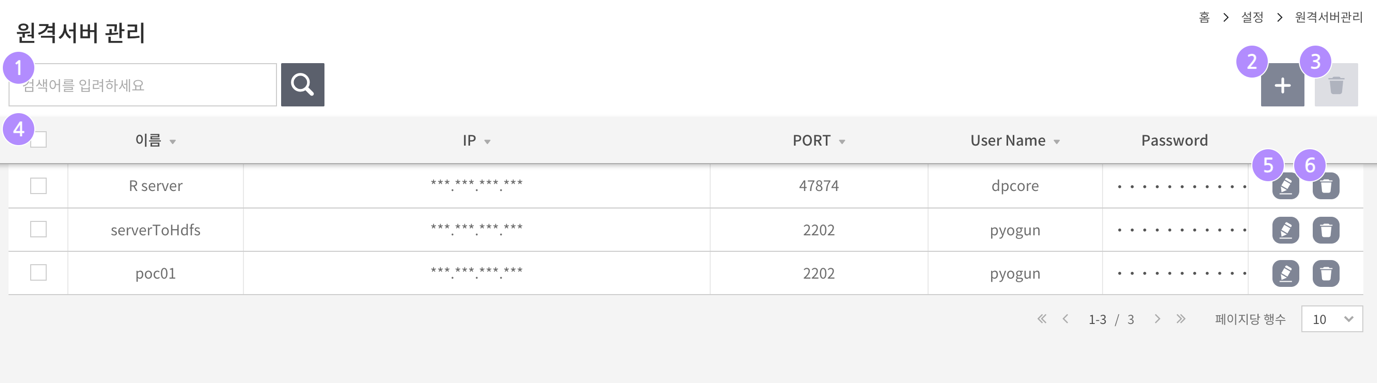 홈 > 설정 > 원격서버관리
원격서버 관리
1 검색어를 입력하세요 2 + 3
4 이름 IP PORT User Name Password
5 6
R server ***.***.***.*** 47874 dpcore • • • • • • • • • • •
serverToHdfs ***.***.***.*** 2202 pyogun • • • • • • • • • • •
poc01 ***.***.***.*** 2202 pyogun • • • • • • • • • • •
« < 1-3 / 3 > » 페이지당 행수 10